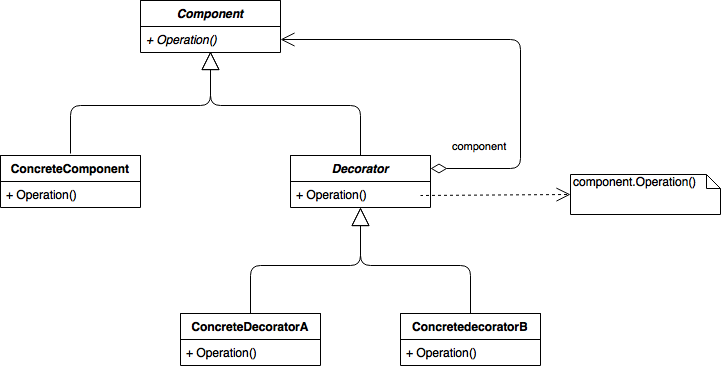 Component
+ Operation()
component
ConcreteComponent
+ Operation()
Decorator
+ Operation()
component.Operation()
ConcreteDecoratorA
+ Operation()
ConcretedecoratorB
+ Operation()